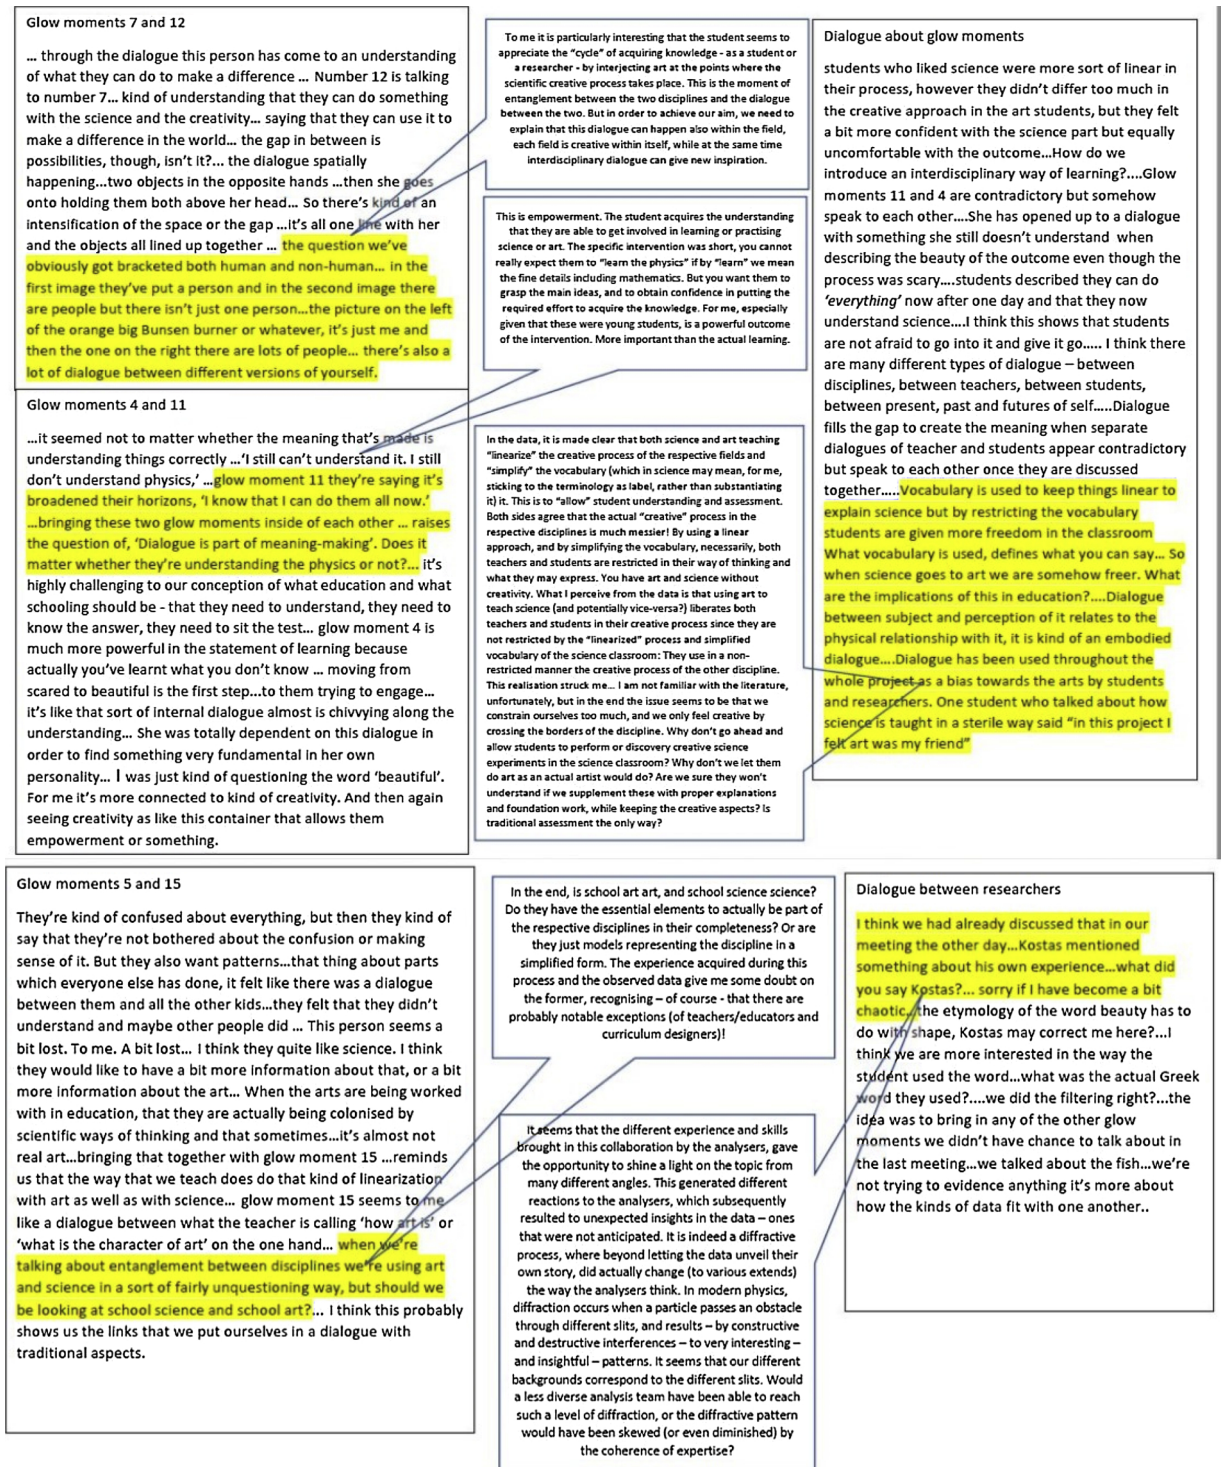 Glow moments 7 and 12
... through the dialogue this person has come to an understanding
of what they can do to make a difference ... Number 12 is talking
to number 7... kind of understanding that they can do something
with the science and the creativity... saying that they can use it to
make a difference in the world... the gap in between is
possibilities, though, isn't it?... the dialogue spatially
happening...two objects in the opposite hands ...then she goes
onto holding them both above her head... So there's kind of an
intensification of the space or the gap ...it's all one line with her
and the objects all lined up together ... the question we've
obviously got bracketed both human and non-human... in the
first image they've put a person and in the second image there
are people but there isn't just one person...the picture on the left
of the orange big Bunsen burner or whatever, it's just me and
then the one on the right there are lots of people... there's also a
lot of dialogue between different versions of yourself.
Glow moments 4 and 11
...it seemed not to matter whether the meaning that's made is
understanding things correctly ...'I still can't understand it. I still
don't understand physics,' ...glow moment 11 they're saying it's
broadened their horizons, 'I know that I can do them all now.'
...bringing these two glow moments inside of each other ... raises
the question of, 'Dialogue is part of meaning-making'. Does it
matter whether they're understanding the physics or not?... it's
highly challenging to our conception of what education and what
schooling should be - that they need to understand, they need to
know the answer, they need to sit the test... glow moment 4 is
much more powerful in the statement of learning because
actually you've learnt what you don't know ... moving from
scared to beautiful is the first step...to them trying to engage...
it's like that sort of internal dialogue almost is chivvying along the
understanding... She was totally dependent on this dialogue in
order to find something very fundamental in her own
personality... I was just kind of questioning the word 'beautiful'.
For me it's more connected to kind of creativity. And then again
seeing creativity as like this container that allows them
empowerment or something.
To me it is particularly interesting that the student seems to
appreciate the "cycle" of acquiring knowledge - as a student or
a researcher - by interjecting art at the points where the
scientific creative process takes place. This is the moment of
entanglement between the two disciplines and the dialogue
between the two. But in order to achieve our aim, we need to
explain that this dialogue can happen also within the field,
each field is creative within itself, while at the same time
interdisciplinary dialogue can give new inspiration.
This is empowerment. The student acquires the understanding
that they are able to get involved in learning or practising
science or art. The specific intervention was short, you cannot
really expect them to "learn the physics" if by "learn" we mean
the fine details including mathematics. But you want them to
grasp the main ideas, and to obtain confidence in putting the
required effort to acquire the knowledge. For me, especially
given that these were young students, is a powerful outcome
of the intervention. More important than the actual learning.
In the data, it is made clear that both science and art teaching
"linearize" the creative process of the respective fields and
"simplify" the vocabulary (which in science may mean, for me,
sticking to the terminology as label, rather than substantiating
it) it. This is to "allow" student understanding and assessment.
Both sides agree that the actual "creative" process in the
respective disciplines is much messier! By using a linear
approach, and by simplifying the vocabulary, necessarily, both
teachers and students are restricted in their way of thinking and
what they may express. You have art and science without
creativity. What I perceive from the data is that using art to
teach science (and potentially vice-versa?) liberates both
teachers and students in their creative process since they are
not restricted by the "linearized" process and simplified
vocabulary of the science classroom: They use in a non-
restricted manner the creative process of the other discipline.
This realisation struck me... I am not familiar with the literature,
unfortunately, but in the end the issue seems to be that we
constrain ourselves too much, and we only feel creative by
crossing the borders of the discipline. Why don't go ahead and
allow students to perform or discovery creative science
experiments in the science classroom? Why don't we let them
do art as an actual artist would do? Are we sure they won't
understand if we supplement these with proper explanations
and foundation work, while keeping the creative aspects? Is
traditional assessment the only way?
Dialogue about glow moments
students who liked science were more sort of linear in
their process, however they didn't differ too much in
the creative approach in the art students, but they felt
a bit more confident with the science part but equally
uncomfortable with the outcome...How do we
introduce an interdisciplinary way of learning?....Glow
moments 11 and 4 are contradictory but somehow
speak to each other....She has opened up to a dialogue
with something she still doesn't understand when
describing the beauty of the outcome even though the
process was scary....students described they can do
'everything' now after one day and that they now
understand science....I think this shows that students
are not afraid to go into it and give it go..... I think there
are many different types of dialogue – between
disciplines, between teachers, between students,
between present, past and futures of self.....Dialogue
fills the gap to create the meaning when separate
dialogues of teacher and students appear contradictory
but speak to each other once they are discussed
together.....Vocabulary is used to keep things linear to
explain science but by restricting the vocabulary
students are given more freedom in the classroom
What vocabulary is used, defines what you can say... So
when science goes to art we are somehow freer. What
are the implications of this in education?....Dialogue
between subject and perception of it relates to the
physical relationship with it, it is kind of an embodied
dialogue....Dialogue has been used throughout the
whole project as a bias towards the arts by students
and researchers. One student who talked about how
science is taught in a sterile way said "in this project I
felt art was my friend"
Glow moments 5 and 15
They're kind of confused about everything, but then they kind of
say that they're not bothered about the confusion or making
sense of it. But they also want patterns...that thing about parts
which everyone else has done, it felt like there was a dialogue
between them and all the other kids...they felt that they didn't
understand and maybe other people did ... This person seems a
bit lost. To me. A bit lost... I think they quite like science. I think
they would like to have a bit more information about that, or a bit
more information about the art... When the arts are being worked
with in education, that they are actually being colonised by
scientific ways of thinking and that sometimes...it's almost not
real art...bringing that together with glow moment 15 ...reminds
us that the way that we teach does do that kind of linearization
with art as well as with science... glow moment 15 seems to me
like a dialogue between what the teacher is calling 'how art is' or
'what is the character of art' on the one hand... when we're
talking about entanglement between disciplines we're using art
and science in a sort of fairly unquestioning way, but should we
be looking at school science and school art?... I think this probably
shows us the links that we put ourselves in a dialogue with
traditional aspects.
In the end, is school art art, and school science science?
Do they have the essential elements to actually be part of
the respective disciplines in their completeness? Or are
they just models representing the discipline in a
simplified form. The experience acquired during this
process and the observed data give me some doubt on
the former, recognising – of course - that there are
probably notable exceptions (of teachers/educators and
curriculum designers)!
It seems that the different experience and skills
brought in this collaboration by the analysers, gave
the opportunity to shine a light on the topic from
many different angles. This generated different
reactions to the analysers, which subsequently
resulted to unexpected insights in the data – ones
that were not anticipated. It is indeed a diffractive
process, where beyond letting the data unveil their
own story, did actually change (to various extends)
the way the analysers think. In modern physics,
diffraction occurs when a particle passes an obstacle
through different slits, and results – by constructive
and destructive interferences – to very interesting –
and insightful – patterns. It seems that our different
backgrounds correspond to the different slits. Would
a less diverse analysis team have been able to reach
such a level of diffraction, or the diffractive pattern
would have been skewed (or even diminished) by
the coherence of expertise?
Dialogue between researchers
I think we had already discussed that in our
meeting the other day...Kostas mentioned
something about his own experience...what did
you say Kostas?... sorry if I have become a bit
chaotic...the etymology of the word beauty has to
do with shape, Kostas may correct me here?...I
think we are more interested in the way the
student used the word...what was the actual Greek
word they used?....we did the filtering right?...the
idea was to bring in any of the other glow
moments we didn't have chance to talk about in
the last meeting...we talked about the fish...we're
not trying to evidence anything it's more about
how the kinds of data fit with one another..